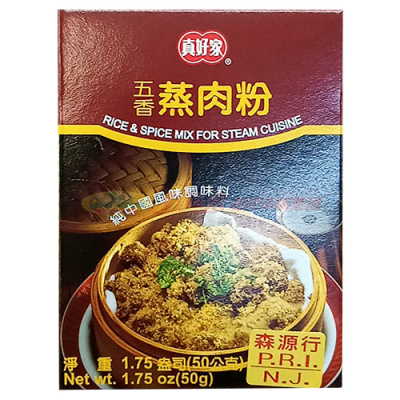 真好家®
五香蒸肉粉
RICE & SPICE MIX FOR STEAM CUISINE
純中國風味調味料
淨 重 1.75 盎司(50公克)
Net wt. 1.75 oz(50g)
森源行
P.R.I.
N.J.